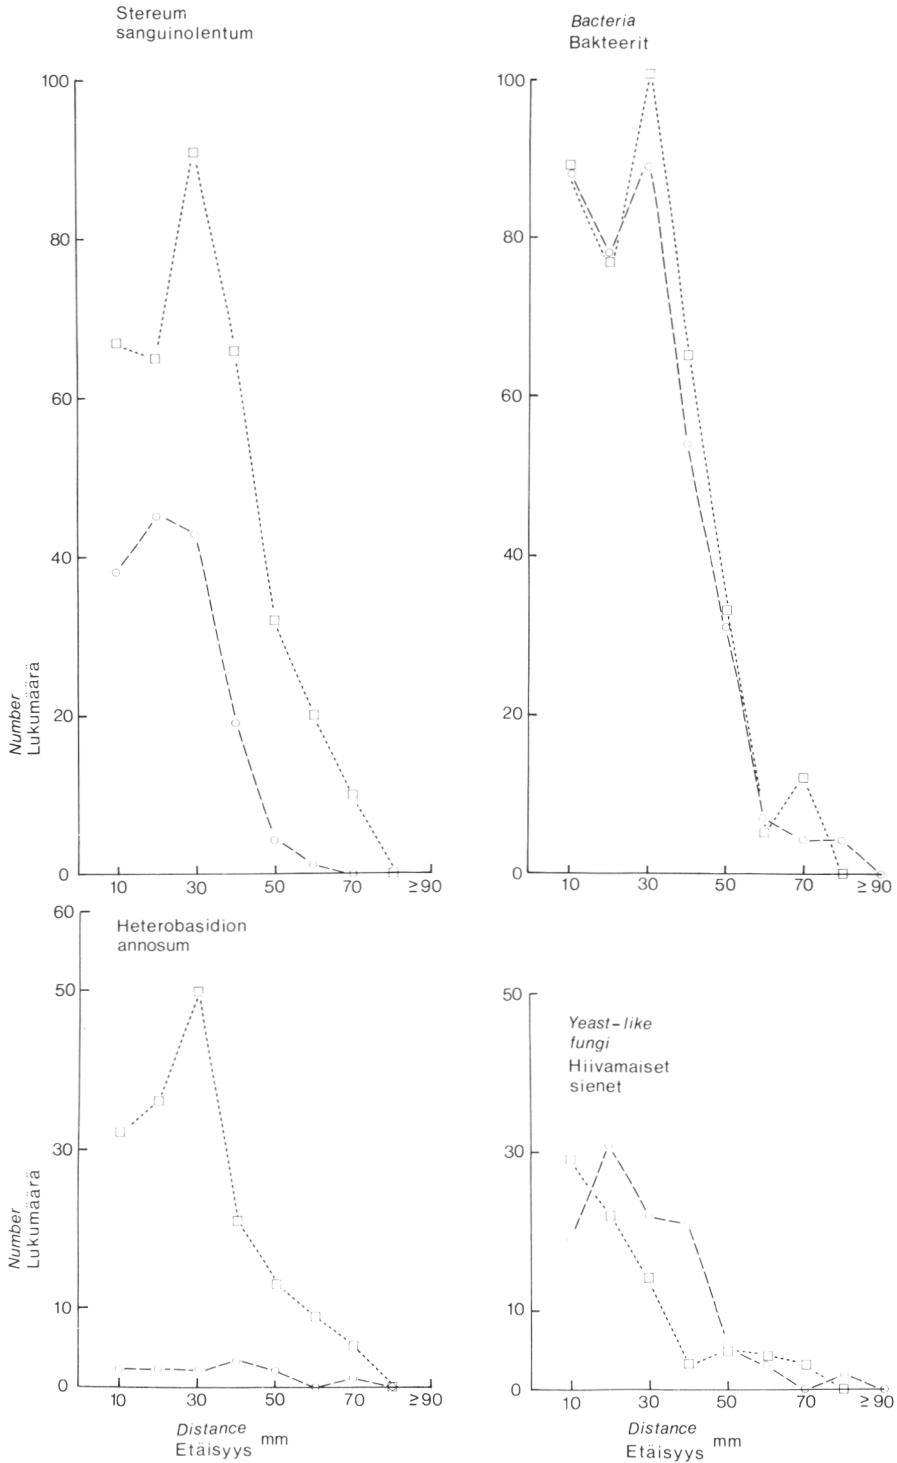 Stereum
sanguinolentum
100
80
60
40
20
0
10 30 50 70 ≥90
Number
Lukumäärä
Bacteria
Bakteerit
100
80
60
40
20
0
10 30 50 70 ≥90
Heterobasidion
annosum
60
50
30
10
0
10 30 50 70 ≥90
Number
Lukumäärä
Distance
Etäisyys mm
Yeast-like
fungi
Hiivamaiset
sienet
50
30
10
0
10 30 50 70 ≥90
Distance
Etäisyys mm